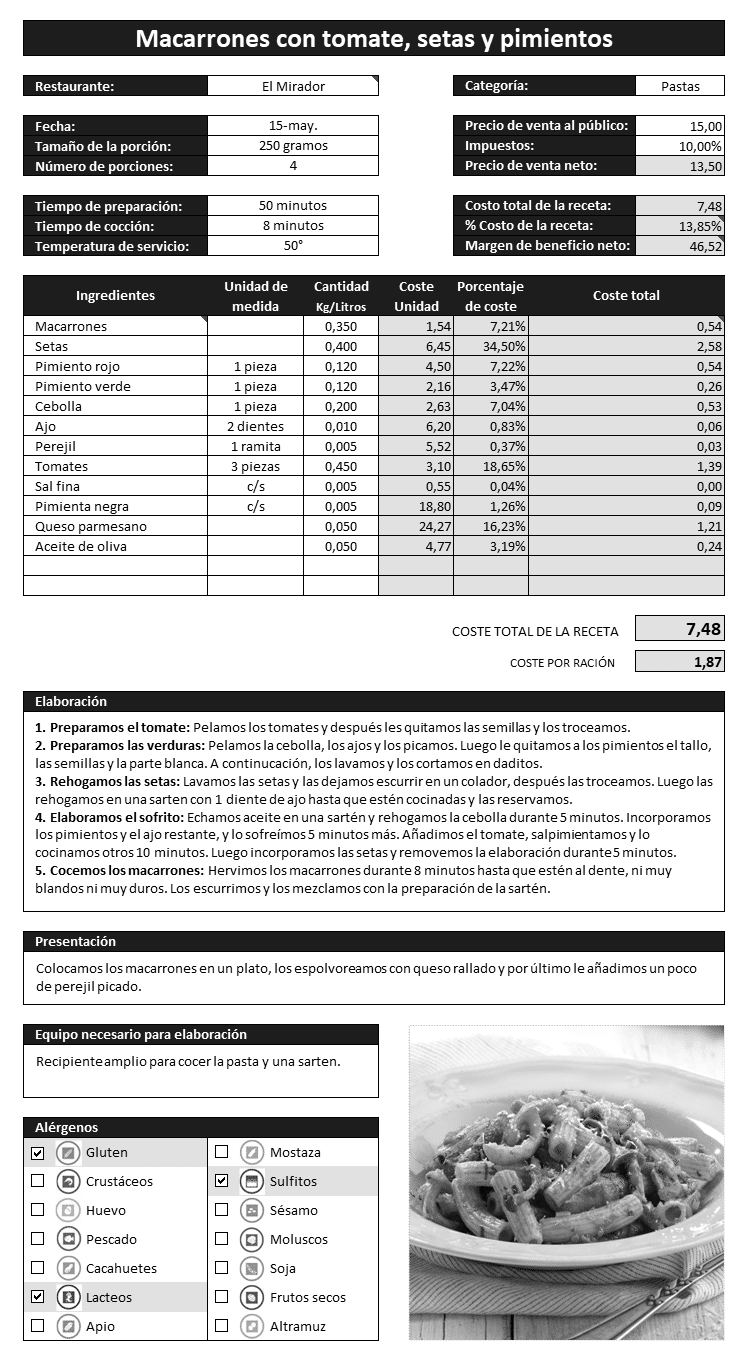 Macarrones con tomate, setas y pimientos
Restaurante: El Mirador Categoría: Pastas
Fecha: 15-may. Precio de venta al público: 15,00
Tamaño de la porción: 250 gramos Impuestos: 10,00%
Número de porciones: 4 Precio de venta neto: 13,50
Tiempo de preparación: 50 minutos Costo total de la receta: 7,48
Tiempo de cocción: 8 minutos % Costo de la receta: 13,85%
Temperatura de servicio: 50° Margen de beneficio neto: 46,52
Ingredientes Unidad de medida Cantidad Kg/Litros Coste Unidad Porcentaje de coste Coste total
Macarrones 0,350 1,54 7,21% 0,54
Setas 0,400 6,45 34,50% 2,58
Pimiento rojo 1 pieza 0,120 4,50 7,22% 0,54
Pimiento verde 1 pieza 0,120 2,16 3,47% 0,26
Cebolla 1 pieza 0,200 2,63 7,04% 0,53
Ajo 2 dientes 0,010 6,20 0,83% 0,06
Perejil 1 ramita 0,005 5,52 0,37% 0,03
Tomates 3 piezas 0,450 3,10 18,65% 1,39
Sal fina c/s 0,005 0,55 0,04% 0,00
Pimienta negra c/s 0,005 18,80 1,26% 0,09
Queso parmesano 0,050 24,27 16,23% 1,21
Aceite de oliva 0,050 4,77 3,19% 0,24
COSTE TOTAL DE LA RECETA 7,48
COSTE POR RACIÓN 1,87
Elaboración
1. Preparamos el tomate: Pelamos los tomates y después les quitamos las semillas y los troceamos.
2. Preparamos las verduras: Pelamos la cebolla, los ajos y los picamos. Luego le quitamos a los pimientos el tallo,
las semillas y la parte blanca. A continucación, los lavamos y los cortamos en daditos.
3. Rehogamos las setas: Lavamos las setas y las dejamos escurrir en un colador, después las troceamos. Luego las
rehogamos en una sarten con 1 diente de ajo hasta que estén cocinadas y las reservamos.
4. Elaboramos el sofrito: Echamos aceite en una sartén y rehogamos la cebolla durante 5 minutos. Incorporamos
los pimientos y el ajo restante, y lo sofreímos 5 minutos más. Añadimos el tomate, salpimientamos y lo
cocinamos otros 10 minutos. Luego incorporamos las setas y removemos la elaboración durante 5 minutos.
5. Cocemos los macarrones: Hervimos los macarrones durante 8 minutos hasta que estén al dente, ni muy
blandos ni muy duros. Los escurrimos y los mezclamos con la preparación de la sartén.
Presentación
Colocamos los macarrones en un plato, los espolvoreamos con queso rallado y por último le añadimos un poco
de perejil picado.
Equipo necesario para elaboración
Recipiente amplio para cocer la pasta y una sarten.
Alérgenos
Gluten Mostaza
Crustáceos Sulfitos
Huevo Sésamo
Pescado Moluscos
Cacahuetes Soja
Lacteos Frutos secos
Apio Altramuz